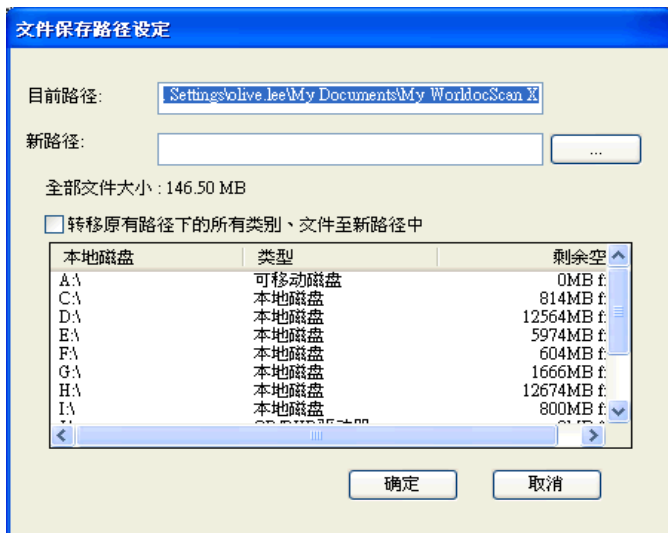 文件保存路径设定
目前路径: Settings\olive.lee\My Documents\My WorldocScan X
新路径: ...
全部文件大小 : 146.50 MB
转移原有路径下的所有类别、文件至新路径中
本地磁盘 类型 剩余空
A:\ 可移动磁盘 0MB f
C:\ 本地磁盘 814MB f
D:\ 本地磁盘 12564MB f
E:\ 本地磁盘 5974MB f
F:\ 本地磁盘 604MB f
G:\ 本地磁盘 1666MB f
H:\ 本地磁盘 12674MB f
I:\ 本地磁盘 800MB f
确定 取消